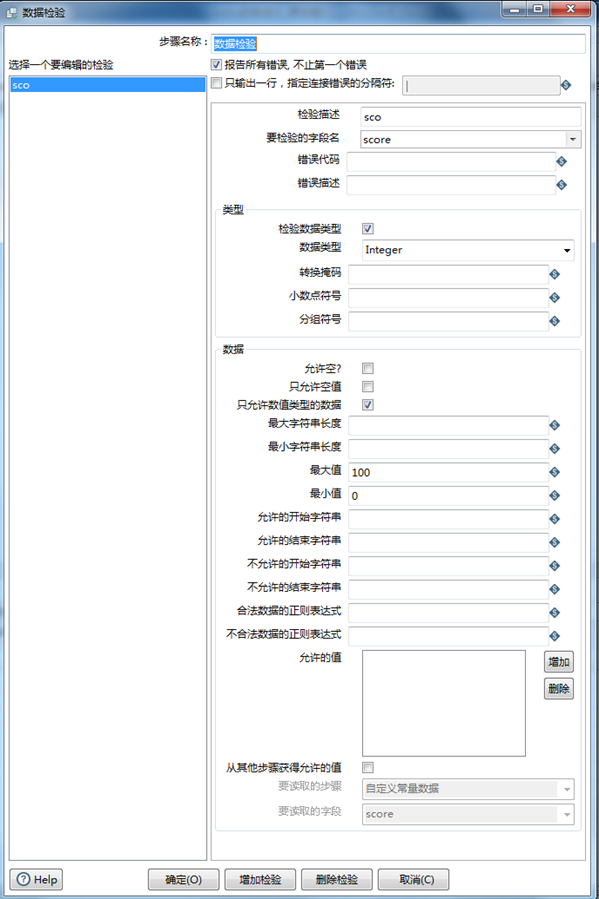 数据检验
步骤名称：数据检验
选择一个要编辑的检验
报告所有错误, 不止第一个错误
sco
只输出一行，指定连接错误的分隔符:
检验描述 sco
要检验的字段名 score
错误代码
错误描述
类型
检验数据类型
数据类型 Integer
转换掩码
小数点符号
分组符号
数据
允许空?
只允许空值
只允许数值类型的数据
最大字符串长度
最小字符串长度
最大值 100
最小值 0
允许的开始字符串
允许的结束字符串
不允许的开始字符串
不允许的结束字符串
合法数据的正则表达式
不合法数据的正则表达式
允许的值
增加
删除
从其他步骤获得允许的值
要读取的步骤 自定义常量数据
要读取的字段 score
Help 确定(O) 增加检验 删除检验 取消(C)